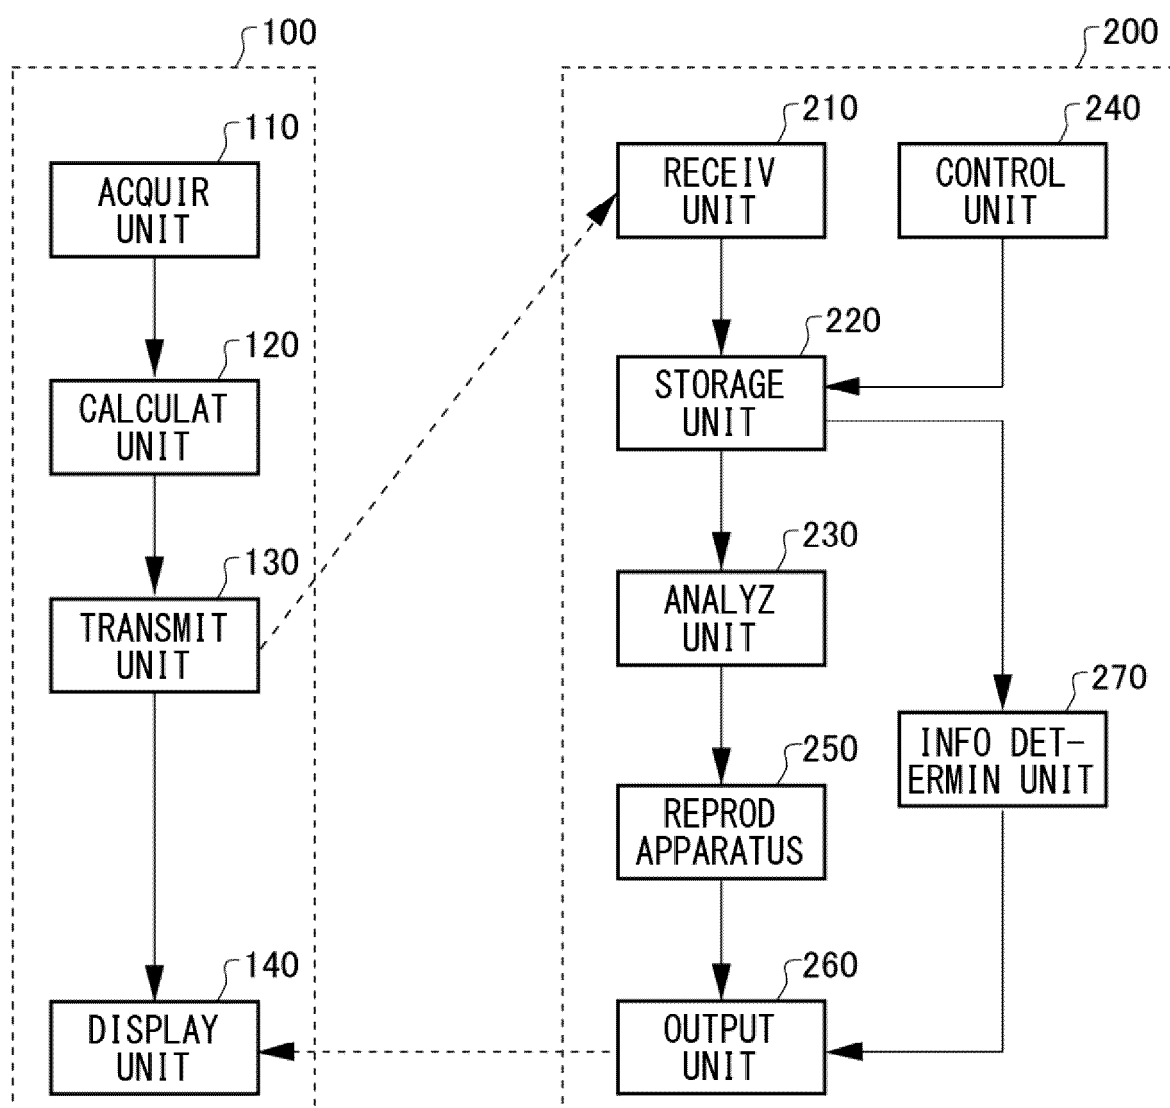 100
200
110
ACQUIR
UNIT
210
RECEIV
UNIT
240
CONTROL
UNIT
120
CALCULAT
UNIT
220
STORAGE
UNIT
130
TRANSMIT
UNIT
230
ANALYZ
UNIT
270
INFO DET-
ERMIN UNIT
250
REPROD
APPARATUS
140
DISPLAY
UNIT
260
OUTPUT
UNIT